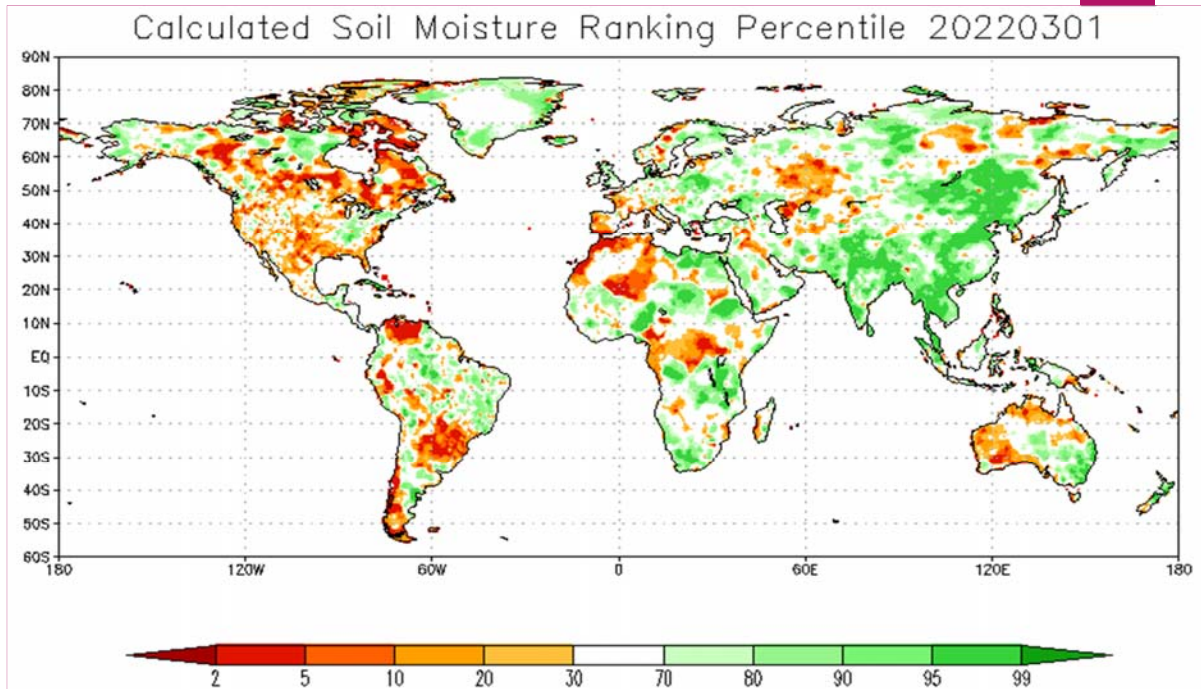 Calculated Soil Moisture Ranking Percentile 20220301
90N
80N
70N
60N
50N
40N
30N
20N
10N
EQ
10S
20S
30S
40S
50S
60S
180 120W 60W 0 60E 120E 180
2 5 10 20 30 70 80 90 95 99